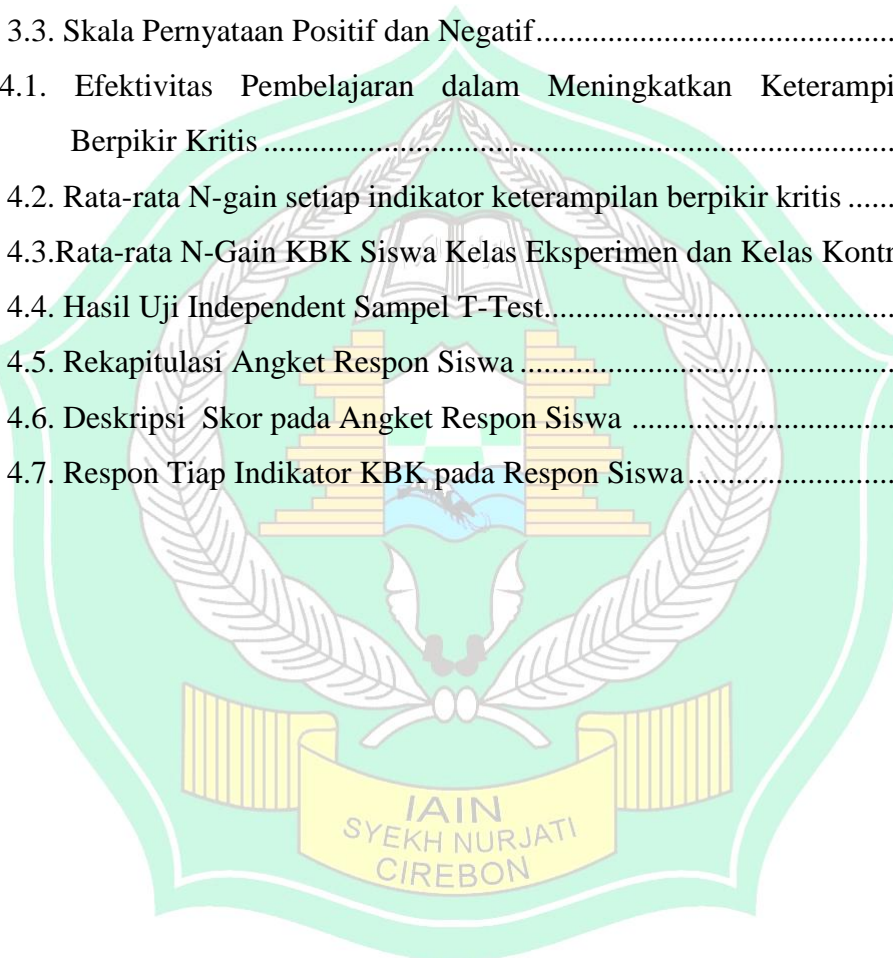 3.3. Skala Pernyataan Positif dan Negatif..........................................
4.1. Efektivitas Pembelajaran dalam Meningkatkan Keterampi
Berpikir Kritis..........................................................................
4.2. Rata-rata N-gain setiap indikator keterampilan berpikir kritis ......
4.3.Rata-rata N-Gain KBK Siswa Kelas Eksperimen dan Kelas Kontr
4.4. Hasil Uji Independent Sampel T-Test.........................................
4.5. Rekapitulasi Angket Respon Siswa ............................................
4.6. Deskripsi Skor pada Angket Respon Siswa ................................
4.7. Respon Tiap Indikator KBK pada Respon Siswa........................
IAIN
SYEKH NURJATI
CIREBON